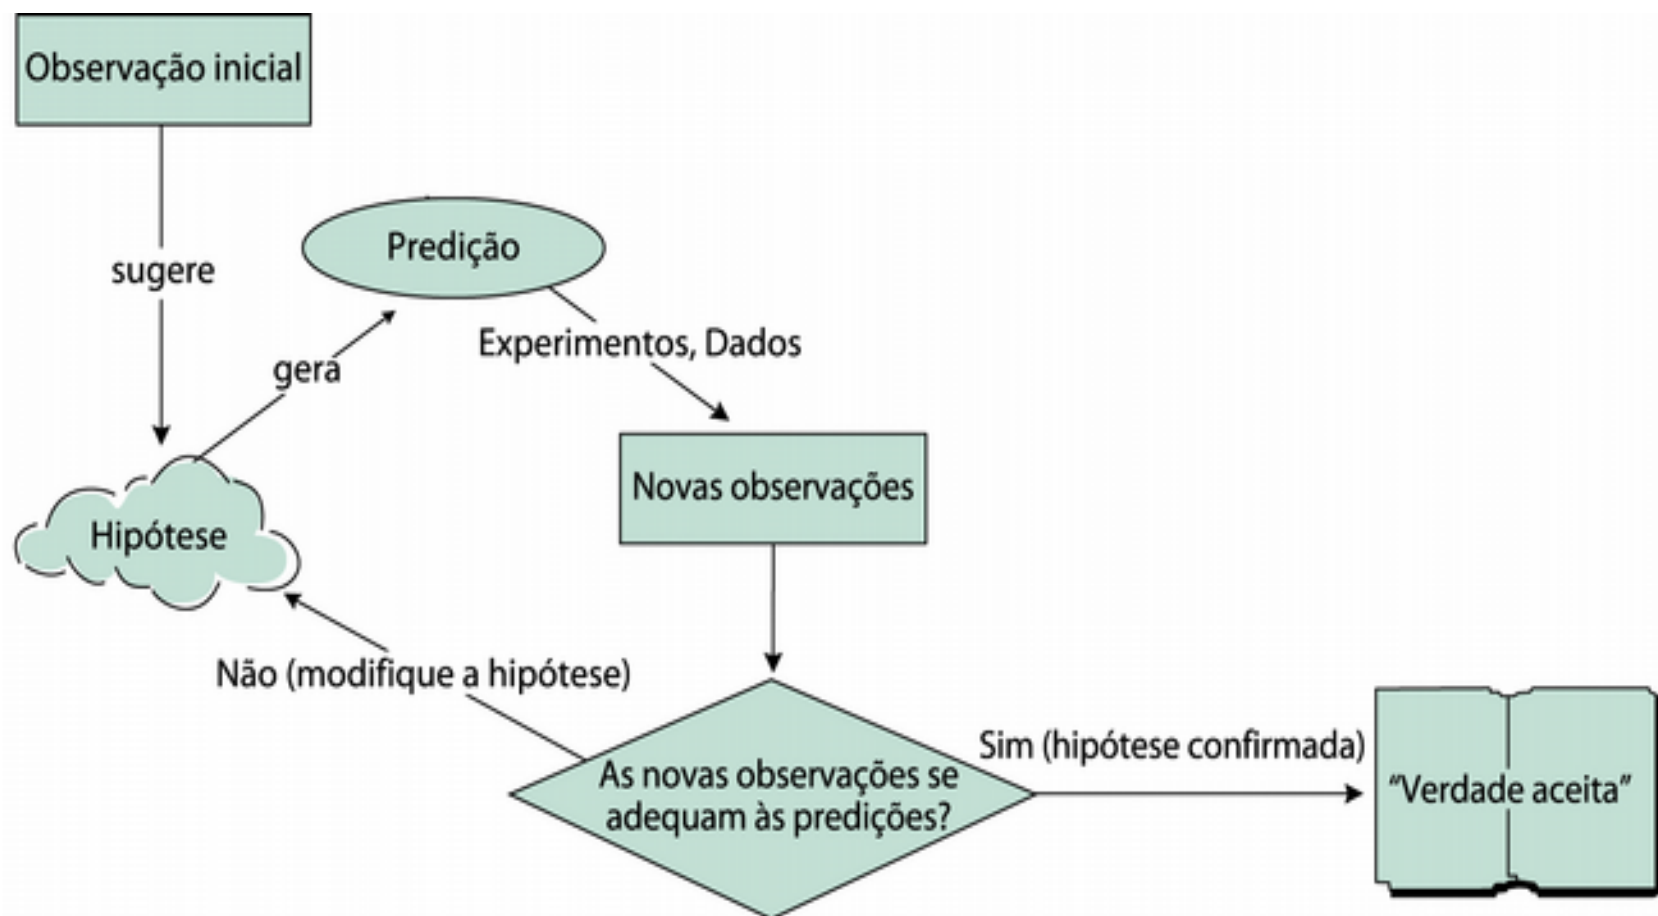 Observação inicial
sugere
Predição
gera
Experimentos, Dados
Novas observações
Hipótese
Não (modifique a hipótese)
Sim (hipótese confirmada)
As novas observações se
adequam às predições?
“Verdade aceita”